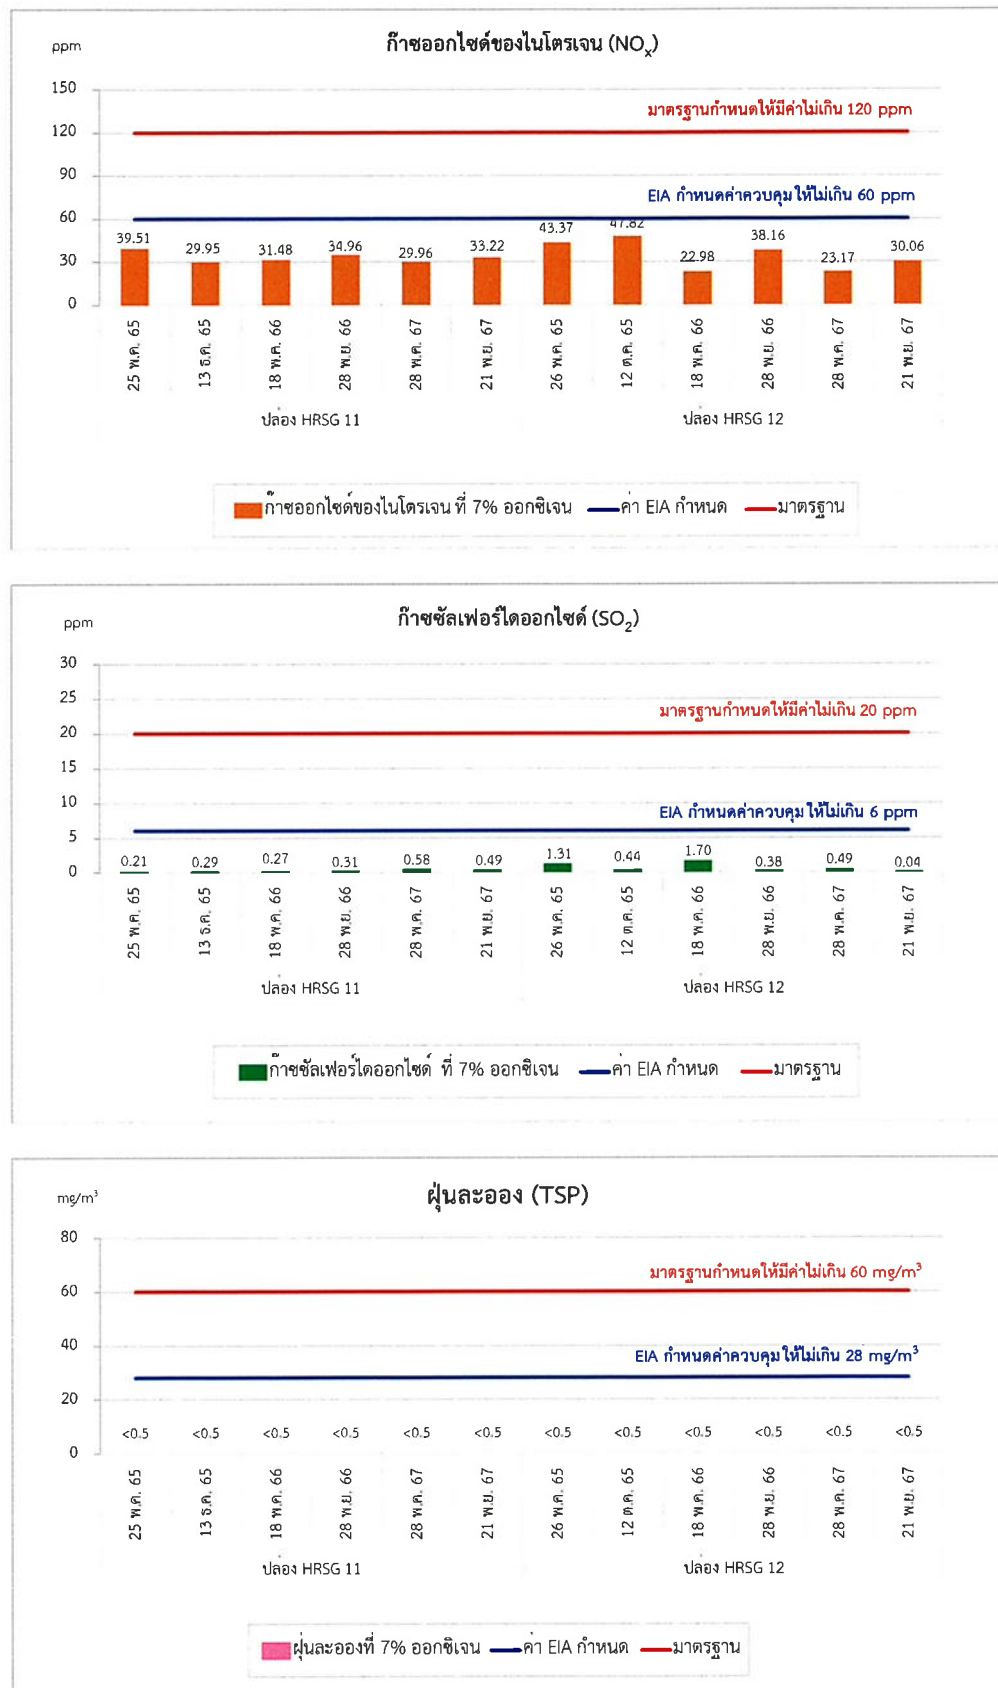 ก๊าซออกไซด์ของไนโตรเจน (NOₓ)
ppm
150
มาตรฐานกำหนดให้มีค่าไม่เกิน 120 ppm
120
90
EIA กำหนดค่าควบคุมให้ไม่เกิน 60 ppm
60
39.51 29.95 31.48 34.96 29.96 33.22 43.37 47.82 22.98 38.16 23.17 30.06
30
0
25 พ.ค. 65 13 ธ.ค. 65 18 พ.ค. 66 28 พ.ย. 66 28 พ.ค. 67 21 พ.ย. 67 26 พ.ค. 65 12 ต.ค. 65 18 พ.ค. 66 28 พ.ย. 66 28 พ.ค. 67 21 พ.ย. 67
ปล่อง HRSG 11 ปล่อง HRSG 12
ก๊าซออกไซด์ของไนโตรเจน ที่ 7% ออกซิเจน ค่า EIA กำหนด มาตรฐาน
ก๊าซซัลเฟอร์ไดออกไซด์ (SO₂)
ppm
30
25
มาตรฐานกำหนดให้มีค่าไม่เกิน 20 ppm
20
15
10
EIA กำหนดค่าควบคุมให้ไม่เกิน 6 ppm
5
0.21 0.29 0.27 0.31 0.58 0.49 1.31 0.44 1.70 0.38 0.49 0.04
0
25 พ.ค. 65 13 ธ.ค. 65 18 พ.ค. 66 28 พ.ย. 66 28 พ.ค. 67 21 พ.ย. 67 26 พ.ค. 65 12 ต.ค. 65 18 พ.ค. 66 28 พ.ย. 66 28 พ.ค. 67 21 พ.ย. 67
ปล่อง HRSG 11 ปล่อง HRSG 12
ก๊าซซัลเฟอร์ไดออกไซด์ ที่ 7% ออกซิเจน ค่า EIA กำหนด มาตรฐาน
ฝุ่นละออง (TSP)
mg/m³
80
มาตรฐานกำหนดให้มีค่าไม่เกิน 60 mg/m³
60
40
EIA กำหนดค่าควบคุมให้ไม่เกิน 28 mg/m³
20
<0.5 <0.5 <0.5 <0.5 <0.5 <0.5 <0.5 <0.5 <0.5 <0.5 <0.5 <0.5
0
25 พ.ค. 65 13 ธ.ค. 65 18 พ.ค. 66 28 พ.ย. 66 28 พ.ค. 67 21 พ.ย. 67 26 พ.ค. 65 12 ต.ค. 65 18 พ.ค. 66 28 พ.ย. 66 28 พ.ค. 67 21 พ.ย. 67
ปล่อง HRSG 11 ปล่อง HRSG 12
ฝุ่นละอองที่ 7% ออกซิเจน ค่า EIA กำหนด มาตรฐาน